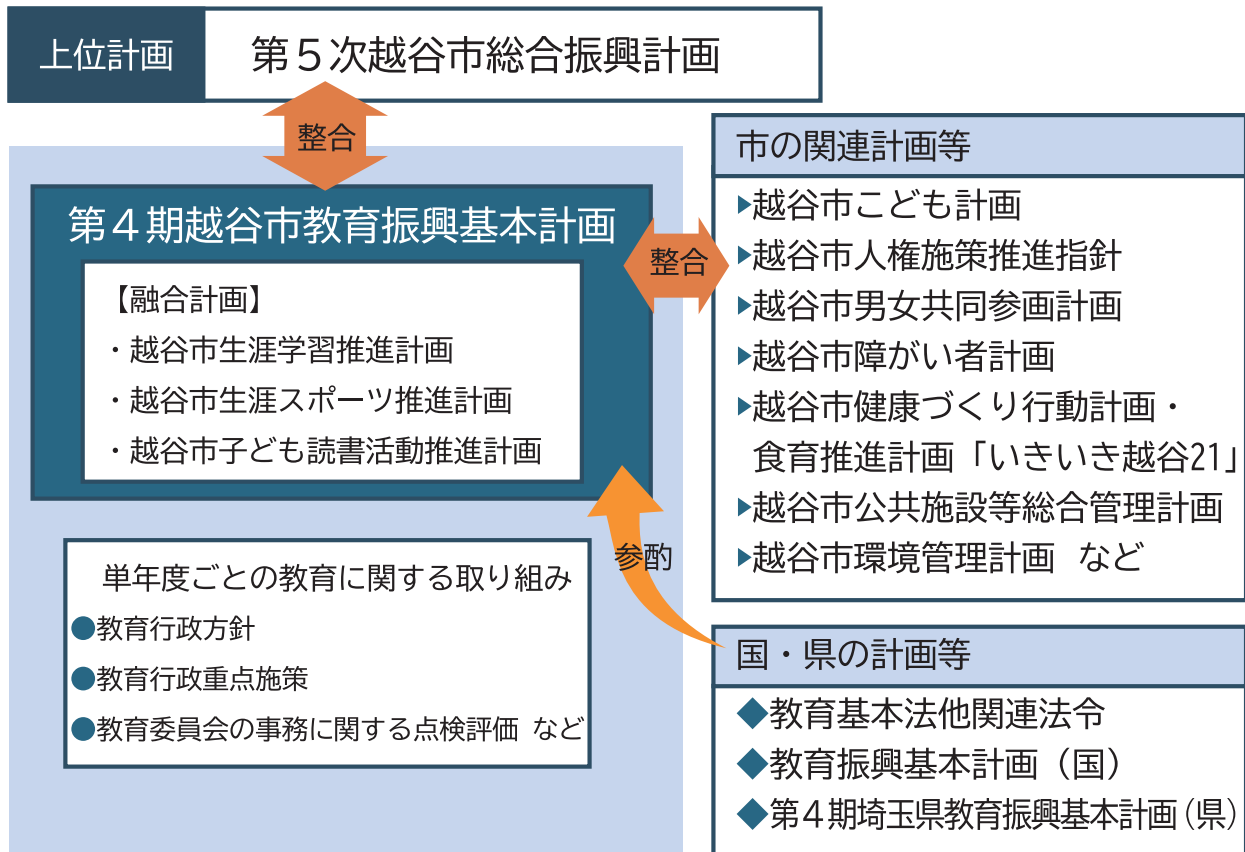 上位計画
第５次越谷市総合振興計画
整合
第４期越谷市教育振興基本計画
【融合計画】
・越谷市生涯学習推進計画
・越谷市生涯スポーツ推進計画
・越谷市子ども読書活動推進計画
整合
市の関連計画等
▶越谷市こども計画
▶越谷市人権施策推進指針
▶越谷市男女共同参画計画
▶越谷市障がい者計画
▶越谷市健康づくり行動計画・
食育推進計画「いきいき越谷21」
▶越谷市公共施設等総合管理計画
▶越谷市環境管理計画 など
参酌
単年度ごとの教育に関する取り組み
●教育行政方針
●教育行政重点施策
●教育委員会の事務に関する点検評価 など
国・県の計画等
◆教育基本法他関連法令
◆教育振興基本計画（国）
◆第４期埼玉県教育振興基本計画（県）